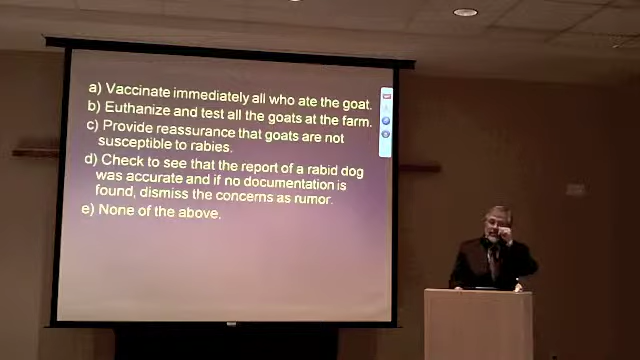 a) Vaccinate immediately all who ate the goat.
b) Euthanize and test all the goats at the farm.
c) Provide reassurance that goats are not
susceptible to rabies.
d) Check to see that the report of a rabid dog
was accurate and if no documentation is
found, dismiss the concerns as rumor.
e) None of the above.